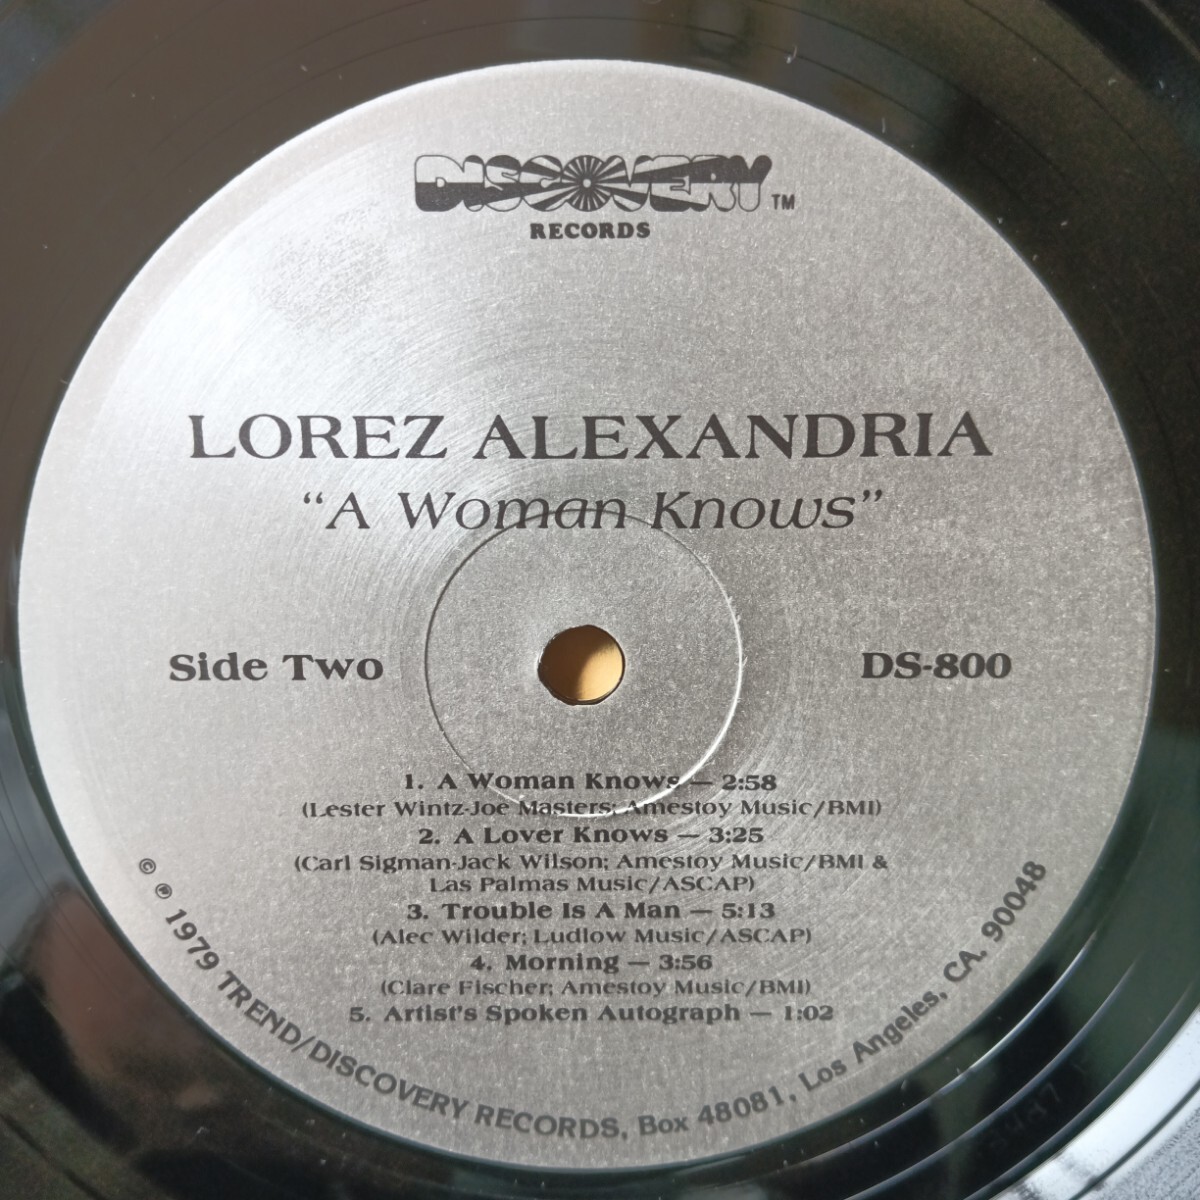 DISCOVERY TM
RECORDS
LOREZ ALEXANDRIA
“A Woman Knows”
Side Two
DS-800
1. A Woman Knows — 2:58
(Lester Wintz-Joe Masters; Amestoy Music/BMI)
2. A Lover Knows — 3:25
(Carl Sigman-Jack Wilson; Amestoy Music/BMI &
Las Palmas Music/ASCAP)
3. Trouble Is A Man — 5:13
(Alec Wilder; Ludlow Music/ASCAP)
4. Morning — 3:56
(Clare Fischer; Amestoy Music/BMI)
5. Artist's Spoken Autograph — 1:02
© ℗ 1979 TREND/DISCOVERY RECORDS, Box 48081, Los Angeles, CA. 90048